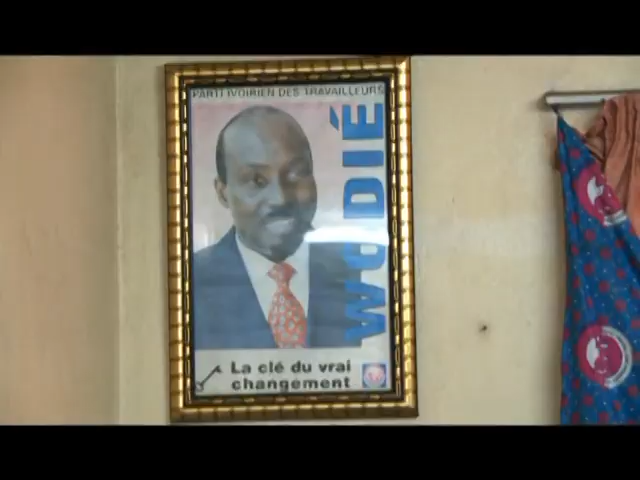 PARTI IVOIRIEN DES TRAVAILLEURS
WODIÉ
La clé du vrai
changement